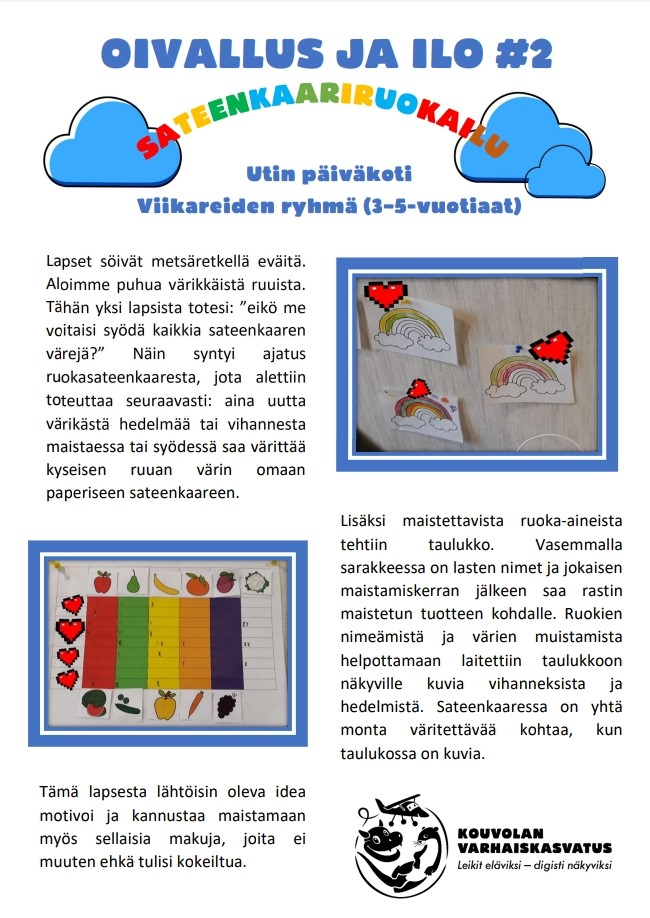 OIVALLUS JA ILO #2
SATEENKAARIRUOKAILU
Utin päiväkoti
Viikareiden ryhmä (3–5-vuotiaat)
Lapset söivät metsäretkellä eväitä.
Aloimme puhua värikkäistä ruuista.
Tähän yksi lapsista totesi: ”eikö me
voitaisi syödä kaikkia sateenkaaren
värejä?” Näin syntyi ajatus
ruokasateenkaaresta, jota alettiin
toteuttaa seuraavasti: aina uutta
värikästä hedelmää tai vihannesta
maistaessa tai syödessä saa värittää
kyseisen ruuan värin omaan
paperiseen sateenkaareen.
Lisäksi maistettavista ruoka-aineista
tehtiin taulukko. Vasemmalla
sarakkeessa on lasten nimet ja jokaisen
maistamiskerran jälkeen saa rastin
maistetun tuotteen kohdalle. Ruokien
nimeämistä ja värien muistamista
helpottamaan laitettiin taulukkoon
näkyville kuvia vihanneksista ja
hedelmistä. Sateenkaaressa on yhtä
monta väritettävää kohtaa, kun
taulukossa on kuvia.
Tämä lapsesta lähtöisin oleva idea
motivoi ja kannustaa maistamaan
myös sellaisia makuja, joita ei
muuten ehkä tulisi kokeiltua.
KOUVOLAN
VARHAISKASVATUS
Leikit eläviksi – digisti näkyviksi